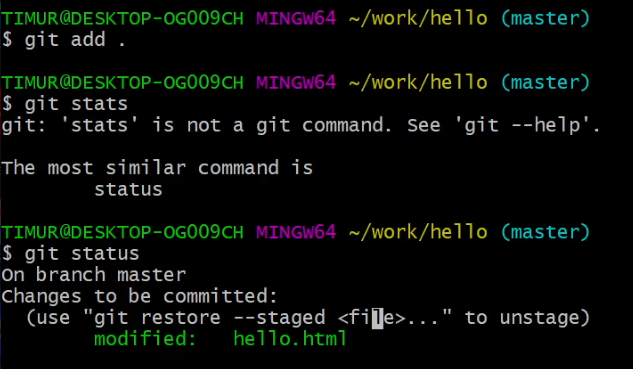 TIMUR@DESKTOP-OG009CH MINGW64 ~/work/hello (master)
$ git add .
TIMUR@DESKTOP-OG009CH MINGW64 ~/work/hello (master)
$ git stats
git: 'stats' is not a git command. See 'git --help'.
The most similar command is
status
TIMUR@DESKTOP-OG009CH MINGW64 ~/work/hello (master)
$ git status
On branch master
Changes to be committed:
(use "git restore --staged <file>..." to unstage)
modified: hello.html